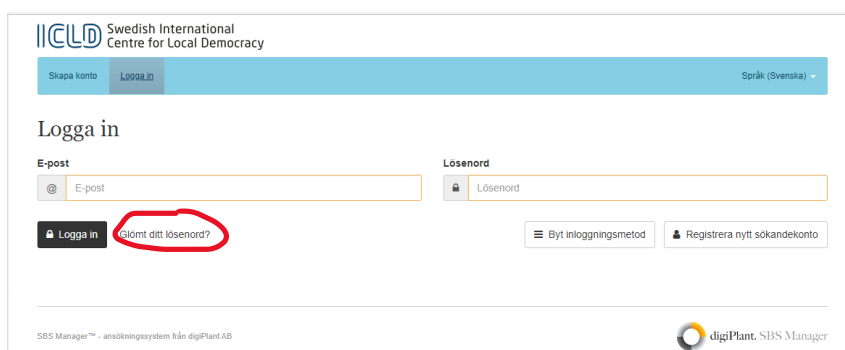 ICLD Swedish International
Centre for Local Democracy
Skapa konto Logga in Språk (Svenska)
Logga in
E-post Lösenord
@ E-post Lösenord
Logga in Glömt ditt lösenord? Byt inloggningsmetod Registrera nytt sökandekonto
SBS Manager™ - ansökningssystem från digiPlant AB digiPlant. SBS Manager